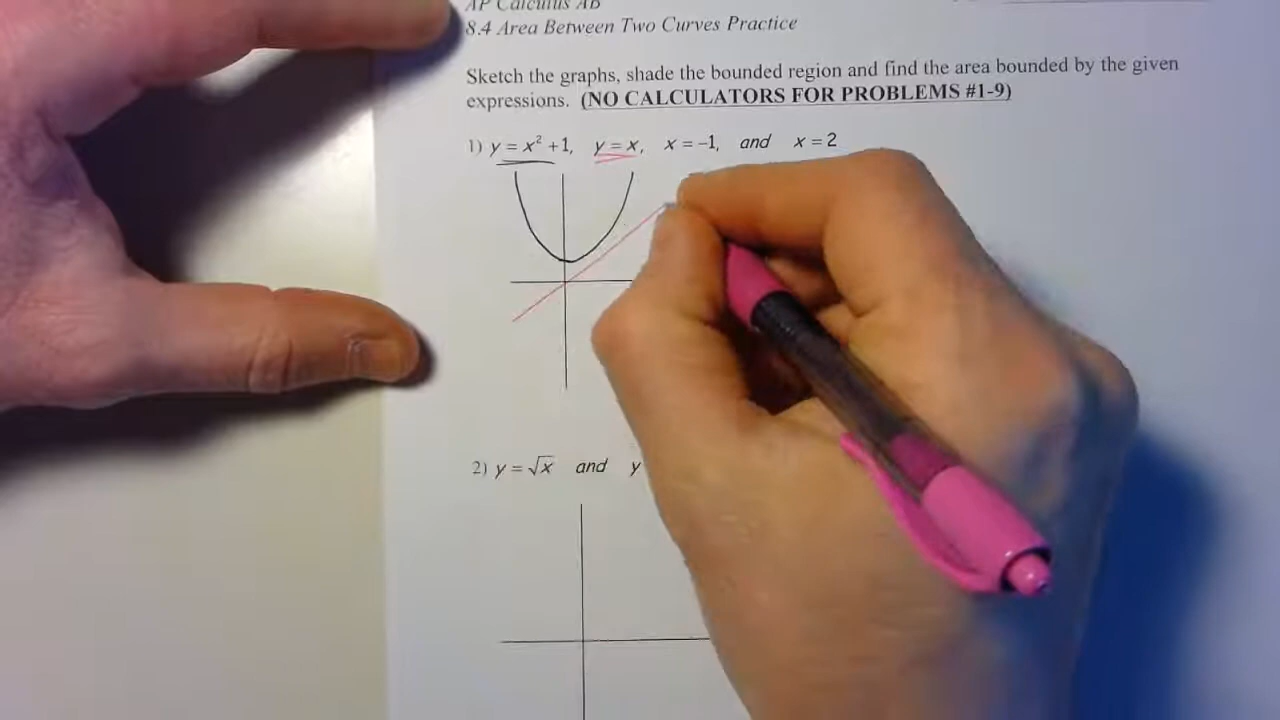 AP Calculus AB
8.4 Area Between Two Curves Practice
Sketch the graphs, shade the bounded region and find the area bounded by the given
expressions. (NO CALCULATORS FOR PROBLEMS #1-9)
1) y = x² +1, y = x, x = –1, and x = 2
2) y = √x and y